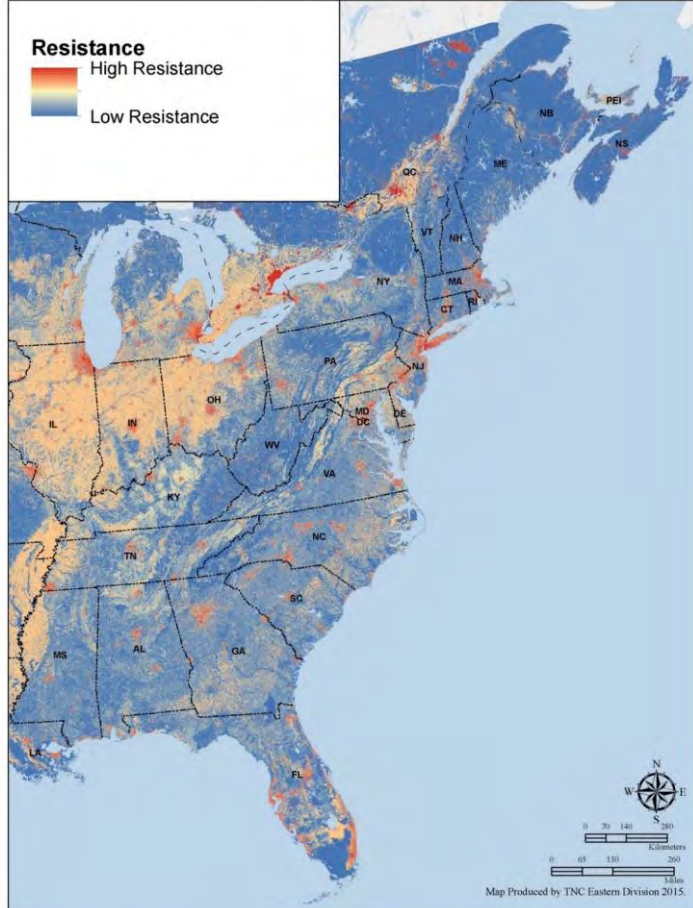 Resistance
High Resistance
Low Resistance
PEI
NB
NS
QC
ME
VT
NH
NY
MA
CT
RI
PA
NJ
OH
IL
IN
MD
DE
DC
WV
VA
KY
NC
TN
SC
MS
AL
GA
LA
FL
N
W E
S
0 70 140 280
Kilometers
0 65 130 260
Miles
Map Produced by TNC Eastern Division 2015.